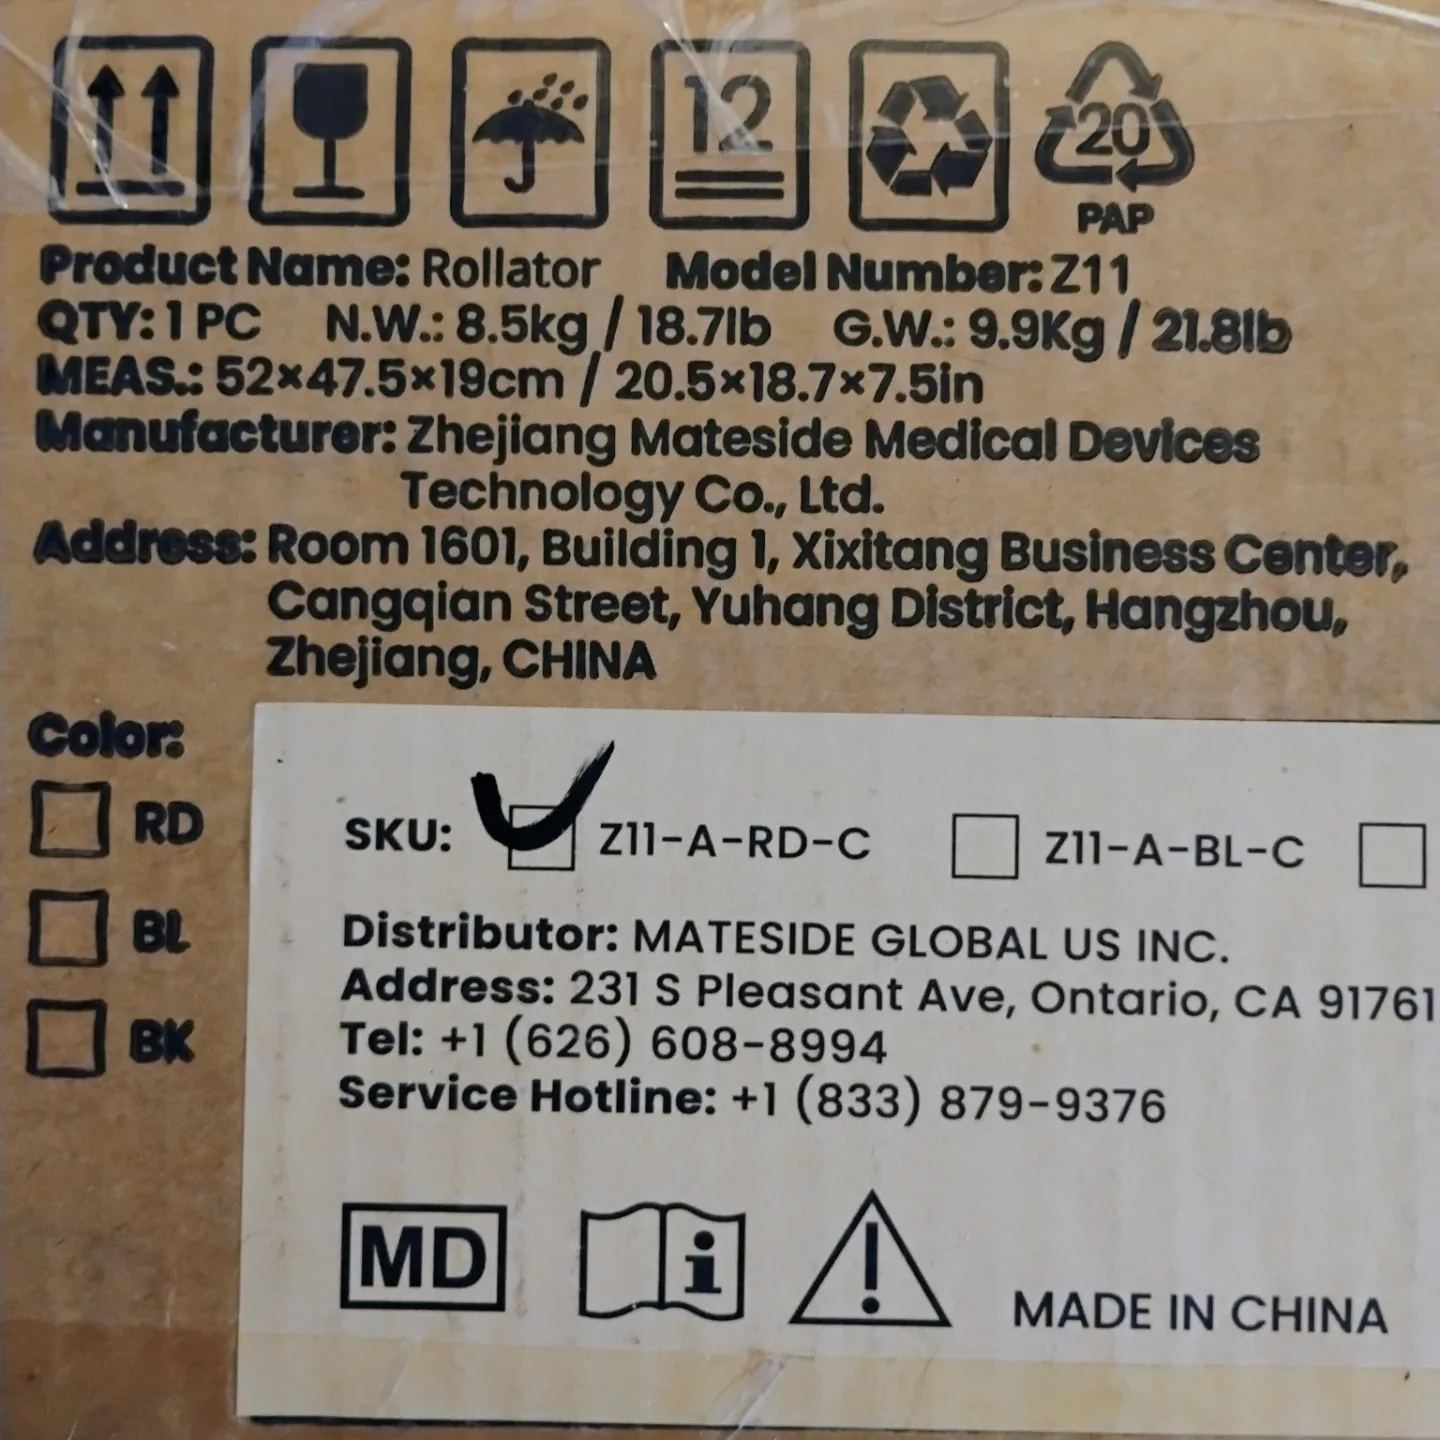 12
20
PAP
Product Name: Rollator Model Number: Z11
QTY: 1 PC N.W.: 8.5kg / 18.7lb G.W.: 9.9Kg / 21.8lb
MEAS.: 52×47.5×19cm / 20.5×18.7×7.5in
Manufacturer: Zhejiang Mateside Medical Devices
Technology Co., Ltd.
Address: Room 1601, Building 1, Xixitang Business Center,
Cangqian Street, Yuhang District, Hangzhou,
Zhejiang, CHINA
Color:
RD
BL
BK
SKU: Z11-A-RD-C Z11-A-BL-C
Distributor: MATESIDE GLOBAL US INC.
Address: 231 S Pleasant Ave, Ontario, CA 91761
Tel: +1 (626) 608-8994
Service Hotline: +1 (833) 879-9376
MD i
MADE IN CHINA